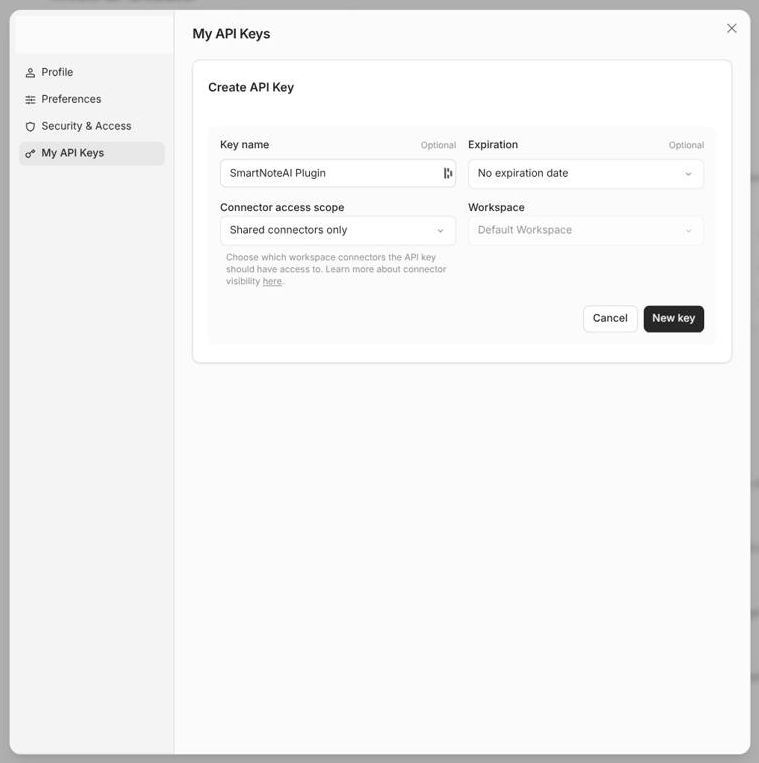 My API Keys
Profile
Preferences
Security & Access
My API Keys
Create API Key
Key name
Optional
Expiration
Optional
SmartNoteAI Plugin
No expiration date
Connector access scope
Workspace
Shared connectors only
Default Workspace
Choose which workspace connectors the API key
should have access to. Learn more about connector
visibility here.
Cancel
New key